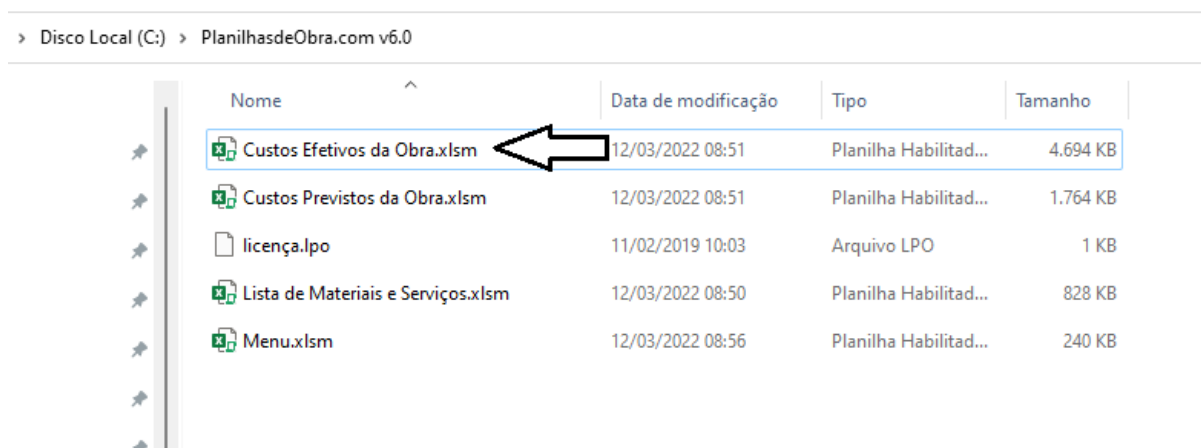 > Disco Local (C:) > PlanilhasdeObra.com v6.0
Nome Data de modificação Tipo Tamanho
Custos Efetivos da Obra.xlsm 12/03/2022 08:51 Planilha Habilitad... 4.694 KB
Custos Previstos da Obra.xlsm 12/03/2022 08:51 Planilha Habilitad... 1.764 KB
licença.lpo 11/02/2019 10:03 Arquivo LPO 1 KB
Lista de Materiais e Serviços.xlsm 12/03/2022 08:50 Planilha Habilitad... 828 KB
Menu.xlsm 12/03/2022 08:56 Planilha Habilitad... 240 KB